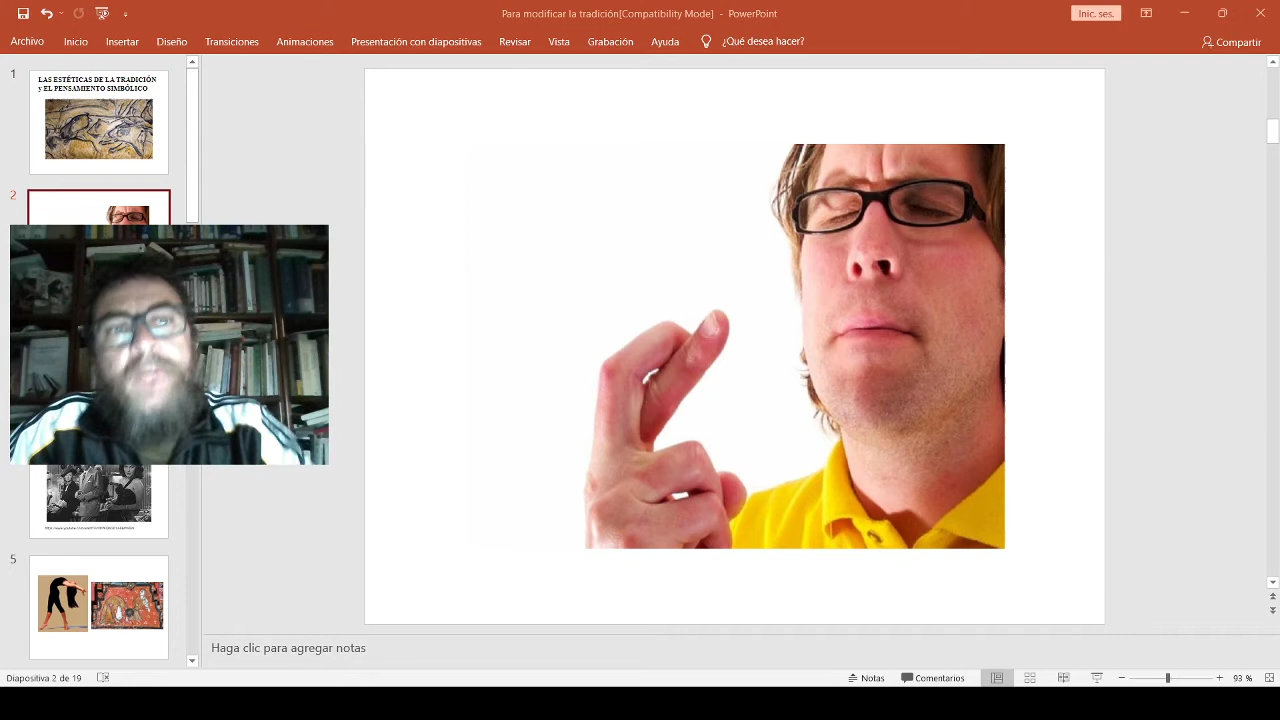 Para modificar la tradición[Compatibility Mode] - PowerPoint
Inic. ses.
Archivo Inicio Insertar Diseño Transiciones Animaciones Presentación con diapositivas Revisar Vista Grabación Ayuda ¿Qué desea hacer? Compartir
1
LAS ESTÉTICAS DE LA TRADICIÓN
y EL PENSAMIENTO SIMBÓLICO
2
5
Haga clic para agregar notas
Diapositiva 2 de 19 Notas Comentarios 93 %